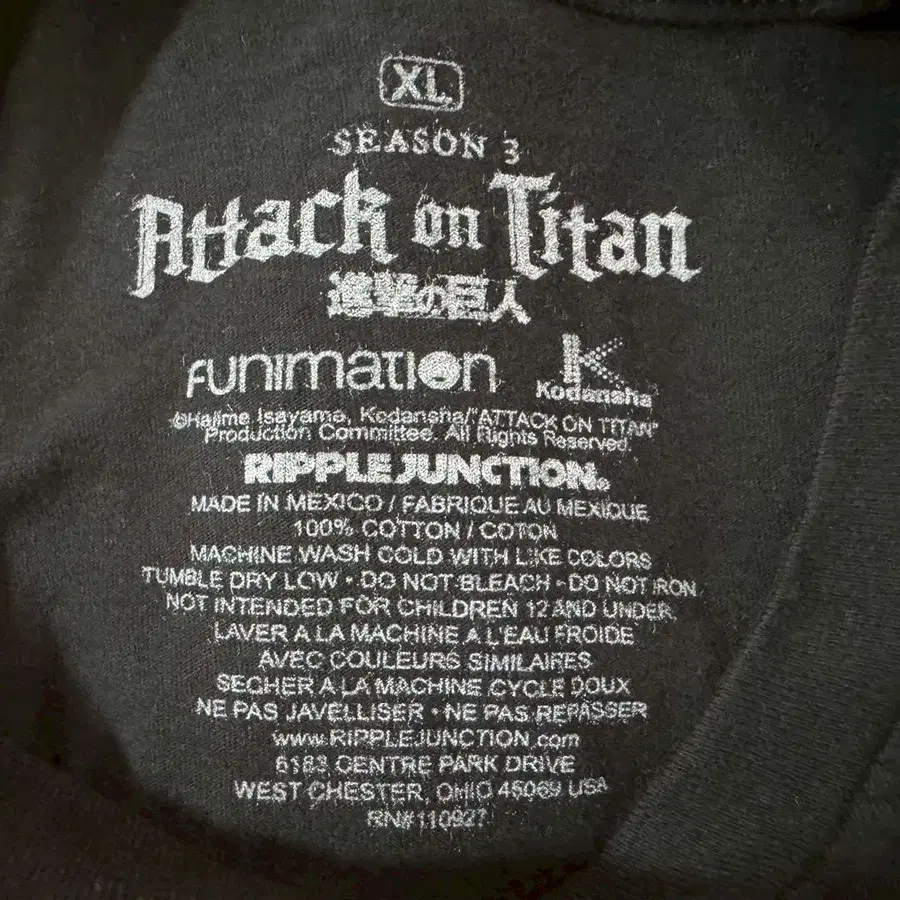 XL
SEASON 3
Attack on Titan
進撃の巨人
FUNIMATION
Kodansha
©Hajime Isayama, Kodansha/"ATTACK ON TITAN"
Production Committee. All Rights Reserved.
RIPPLE JUNCTION®
MADE IN MEXICO / FABRIQUE AU MEXIQUE
100% COTTON / COTON
MACHINE WASH COLD WITH LIKE COLORS
TUMBLE DRY LOW • DO NOT BLEACH • DO NOT IRON
NOT INTENDED FOR CHILDREN 12 AND UNDER
LAVER A LA MACHINE A L'EAU FROIDE
AVEC COULEURS SIMILAIRES
SECHER A LA MACHINE CYCLE DOUX
NE PAS JAVELLISER • NE PAS REPASSER
www.RIPPLEJUNCTION.com
6183 CENTRE PARK DRIVE
WEST CHESTER, OHIO 45069 USA
RN#110927